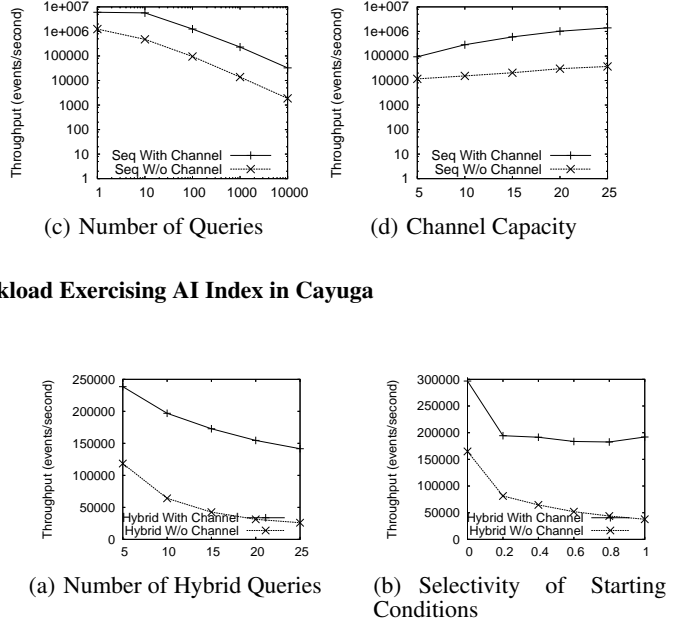 Throughput (events/second)
1e+007
1e+006
100000
10000
1000
100
10
1
Seq With Channel
Seq W/o Channel
1 10 100 1000 10000
(c) Number of Queries
Throughput (events/second)
1e+007
1e+006
100000
10000
1000
100
10
1
Seq With Channel
Seq W/o Channel
5 10 15 20 25
(d) Channel Capacity
kload Exercising AI Index in Cayuga
Throughput (events/second)
250000
200000
150000
100000
50000
0
Hybrid With Channel
Hybrid W/o Channel
5 10 15 20 25
(a) Number of Hybrid Queries
Throughput (events/second)
300000
250000
200000
150000
100000
50000
0
Hybrid With Channel
Hybrid W/o Channel
0 0.2 0.4 0.6 0.8 1
(b) Selectivity of Starting
Conditions